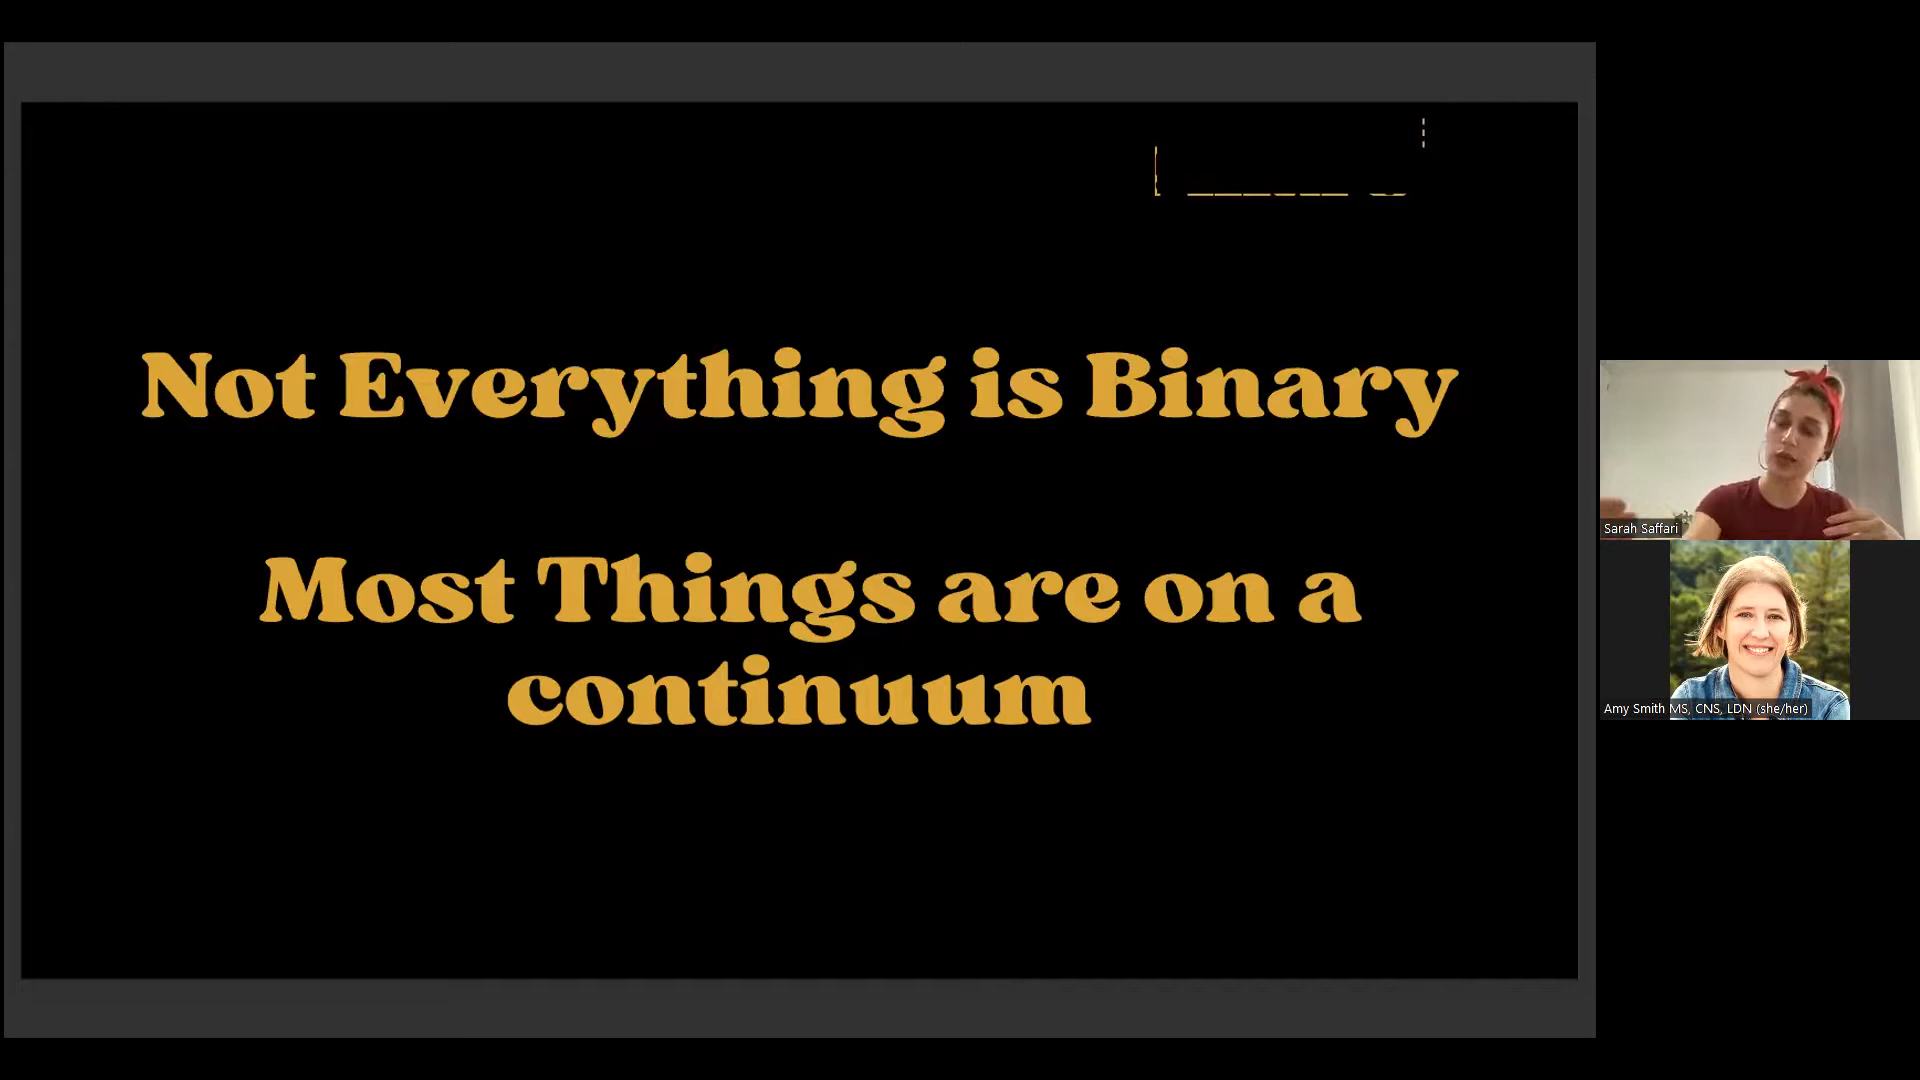 Not Everything is Binary
Most Things are on a
continuum
Sarah Saffari
Amy Smith MS, CNS, LDN (she/her)